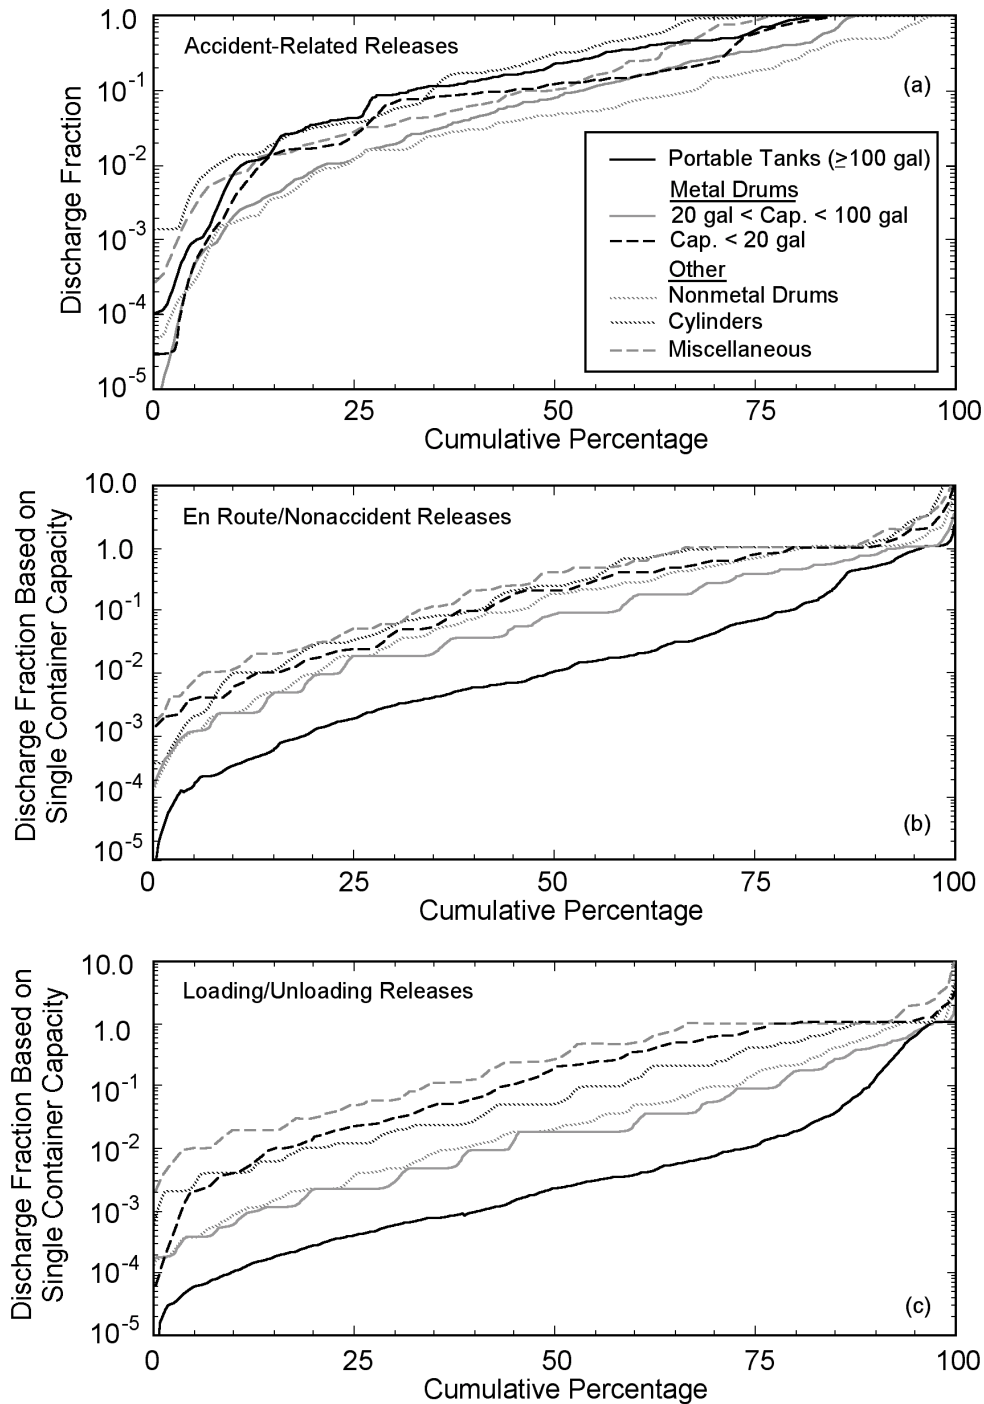 Accident-Related Releases
(a)
Discharge Fraction
1.0
10-1
10-2
10-3
10-4
10-5
Portable Tanks (≥100 gal)
Metal Drums
20 gal < Cap. < 100 gal
Cap. < 20 gal
Other
Nonmetal Drums
Cylinders
Miscellaneous
0 25 50 75 100
Cumulative Percentage
En Route/Nonaccident Releases
(b)
Discharge Fraction Based on
Single Container Capacity
10.0
1.0
10-1
10-2
10-3
10-4
10-5
0 25 50 75 100
Cumulative Percentage
Loading/Unloading Releases
(c)
Discharge Fraction Based on
Single Container Capacity
10.0
1.0
10-1
10-2
10-3
10-4
10-5
0 25 50 75 100
Cumulative Percentage